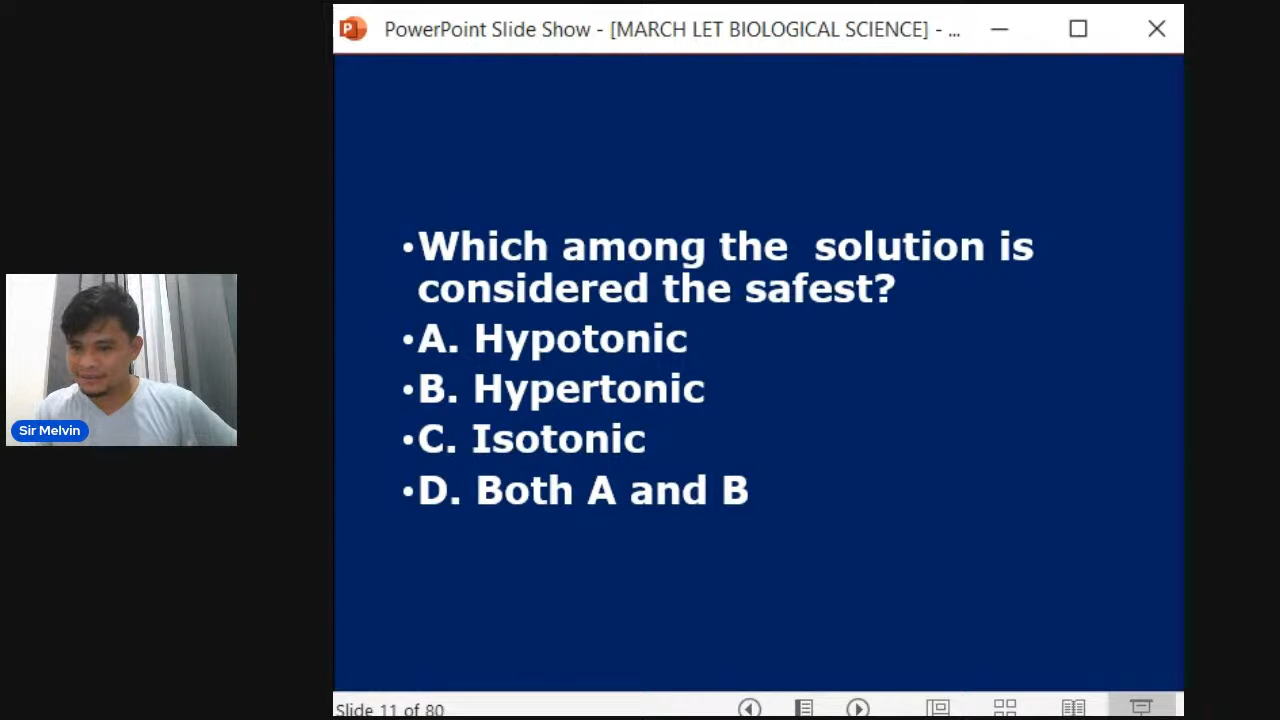 PowerPoint Slide Show - [MARCH LET BIOLOGICAL SCIENCE] - ...
•Which among the  solution is
considered the safest?
•A. Hypotonic
•B. Hypertonic
•C. Isotonic
•D. Both A and B
Sir Melvin
Slide 11 of 80